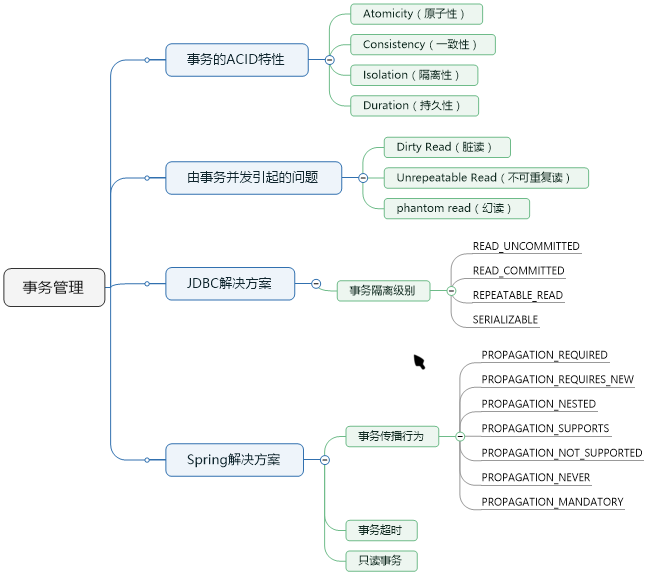 事务管理
事务的ACID特性
Atomicity（原子性）
Consistency（一致性）
Isolation（隔离性）
Duration（持久性）
由事务并发引起的问题
Dirty Read（脏读）
Unrepeatable Read（不可重复读）
phantom read（幻读）
JDBC解决方案
事务隔离级别
READ_UNCOMMITTED
READ_COMMITTED
REPEATABLE_READ
SERIALIZABLE
Spring解决方案
事务传播行为
PROPAGATION_REQUIRED
PROPAGATION_REQUIRES_NEW
PROPAGATION_NESTED
PROPAGATION_SUPPORTS
PROPAGATION_NOT_SUPPORTED
PROPAGATION_NEVER
PROPAGATION_MANDATORY
事务超时
只读事务